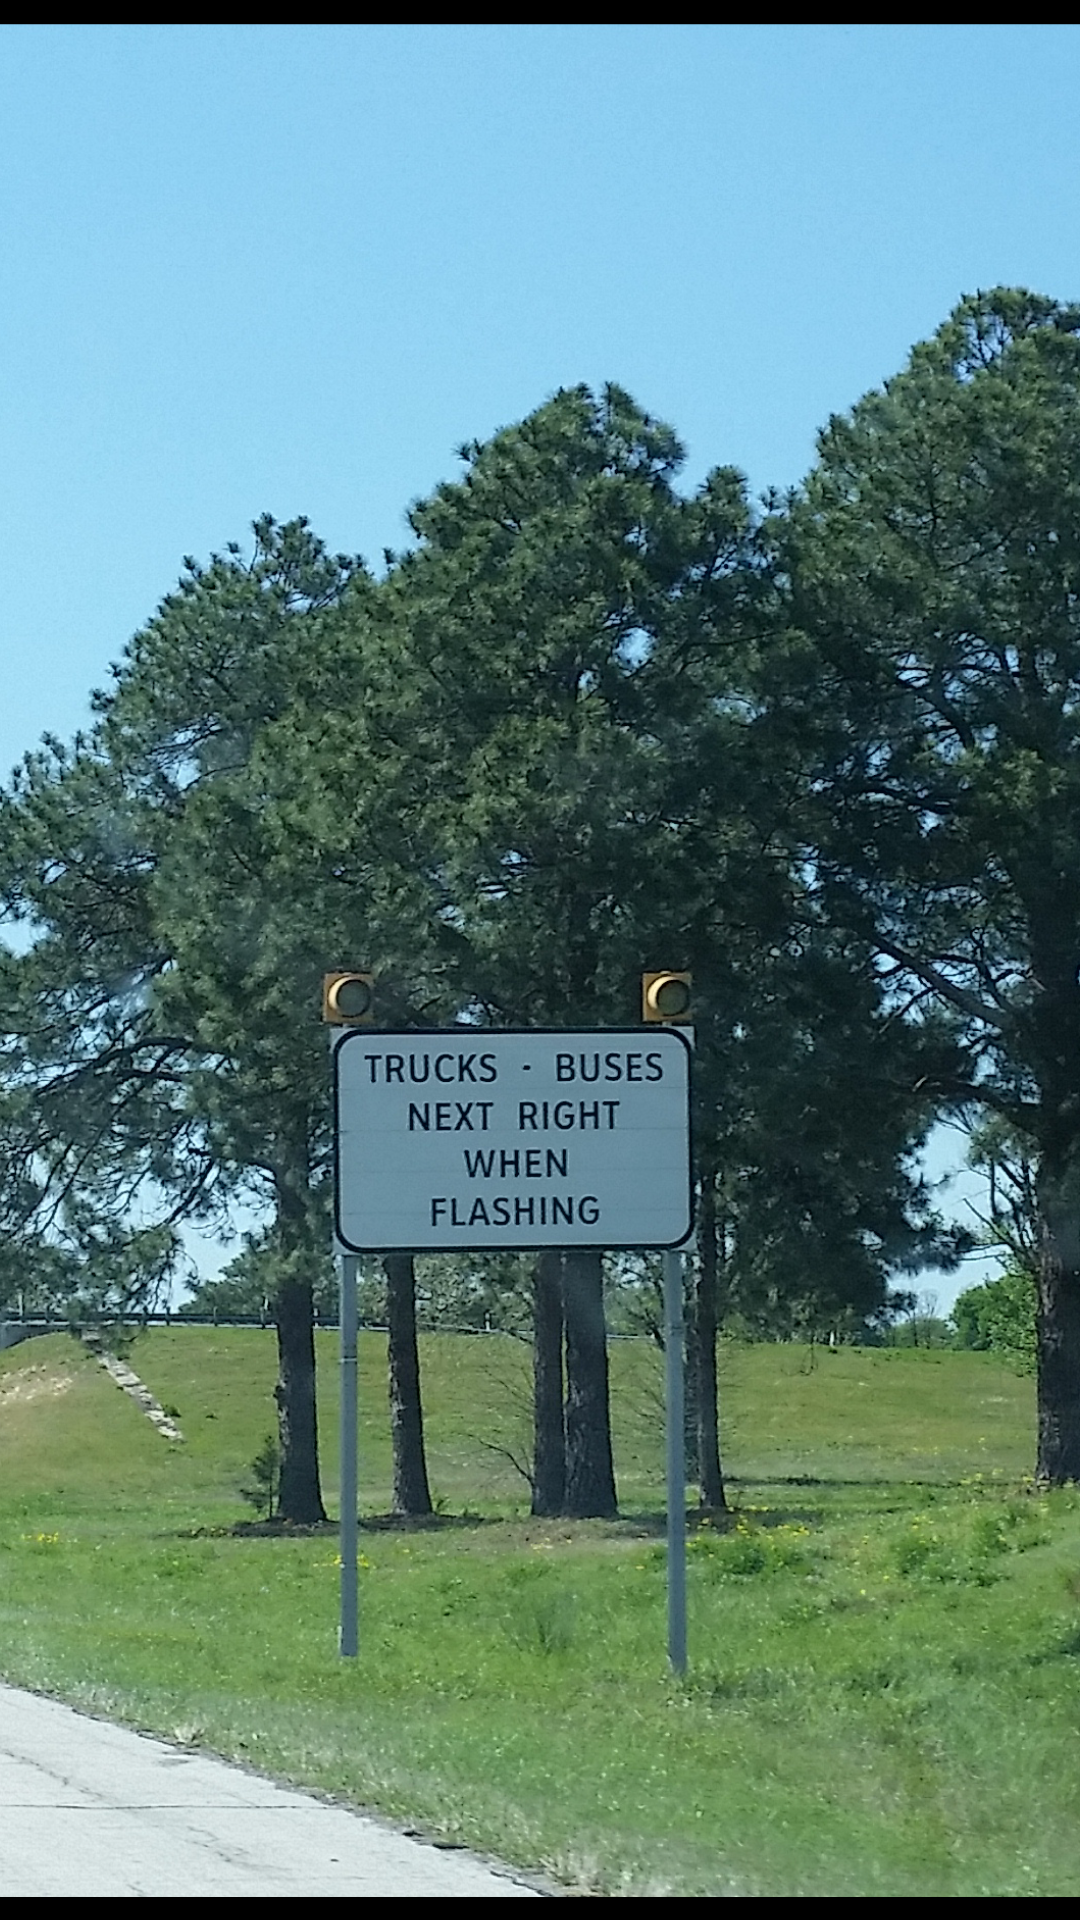 TRUCKS · BUSES
NEXT RIGHT
WHEN
FLASHING